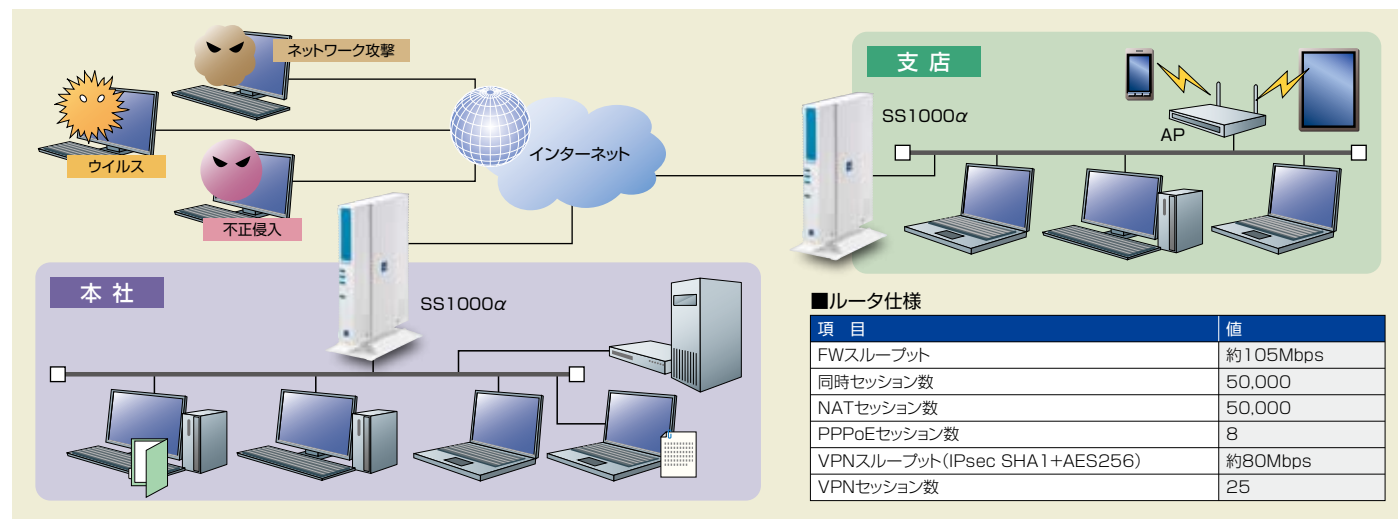 ネットワーク攻撃
ウイルス
不正侵入
インターネット
支 店
SS1000α
AP
本 社
SS1000α
■ルータ仕様
項 目 値
FWスループット 約105Mbps
同時セッション数 50,000
NATセッション数 50,000
PPPoEセッション数 8
VPNスループット(IPsec SHA1+AES256) 約80Mbps
VPNセッション数 25